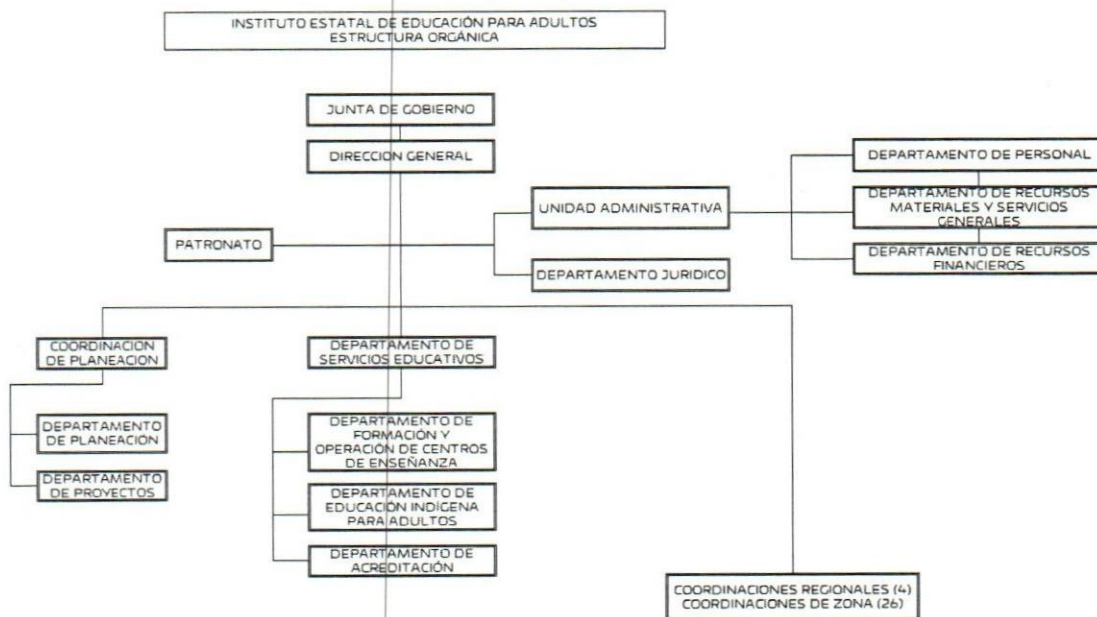 INSTITUTO ESTATAL DE EDUCACIÓN PARA ADULTOS
ESTRUCTURA ORGÁNICA
JUNTA DE GOBIERNO
DIRECCION GENERAL
DEPARTAMENTO DE PERSONAL
UNIDAD ADMINISTRATIVA
DEPARTAMENTO DE RECURSOS
MATERIALES Y SERVICIOS
GENERALES
PATRONATO
DEPARTAMENTO JURIDICO
DEPARTAMENTO DE RECURSOS
FINANCIEROS
COORDINACION
DE PLANEACION
DEPARTAMENTO DE
SERVICIOS EDUCATIVOS
DEPARTAMENTO
DE PLANEACIÓN
DEPARTAMENTO DE
FORMACIÓN Y
OPERACIÓN DE CENTROS
DE ENSEÑANZA
DEPARTAMENTO
DE PROYECTOS
DEPARTAMENTO DE
EDUCACIÓN INDÍGENA
PARA ADULTOS
DEPARTAMENTO DE
ACREDITACIÓN
COORDINACIONES REGIONALES (4)
COORDINACIONES DE ZONA (26)